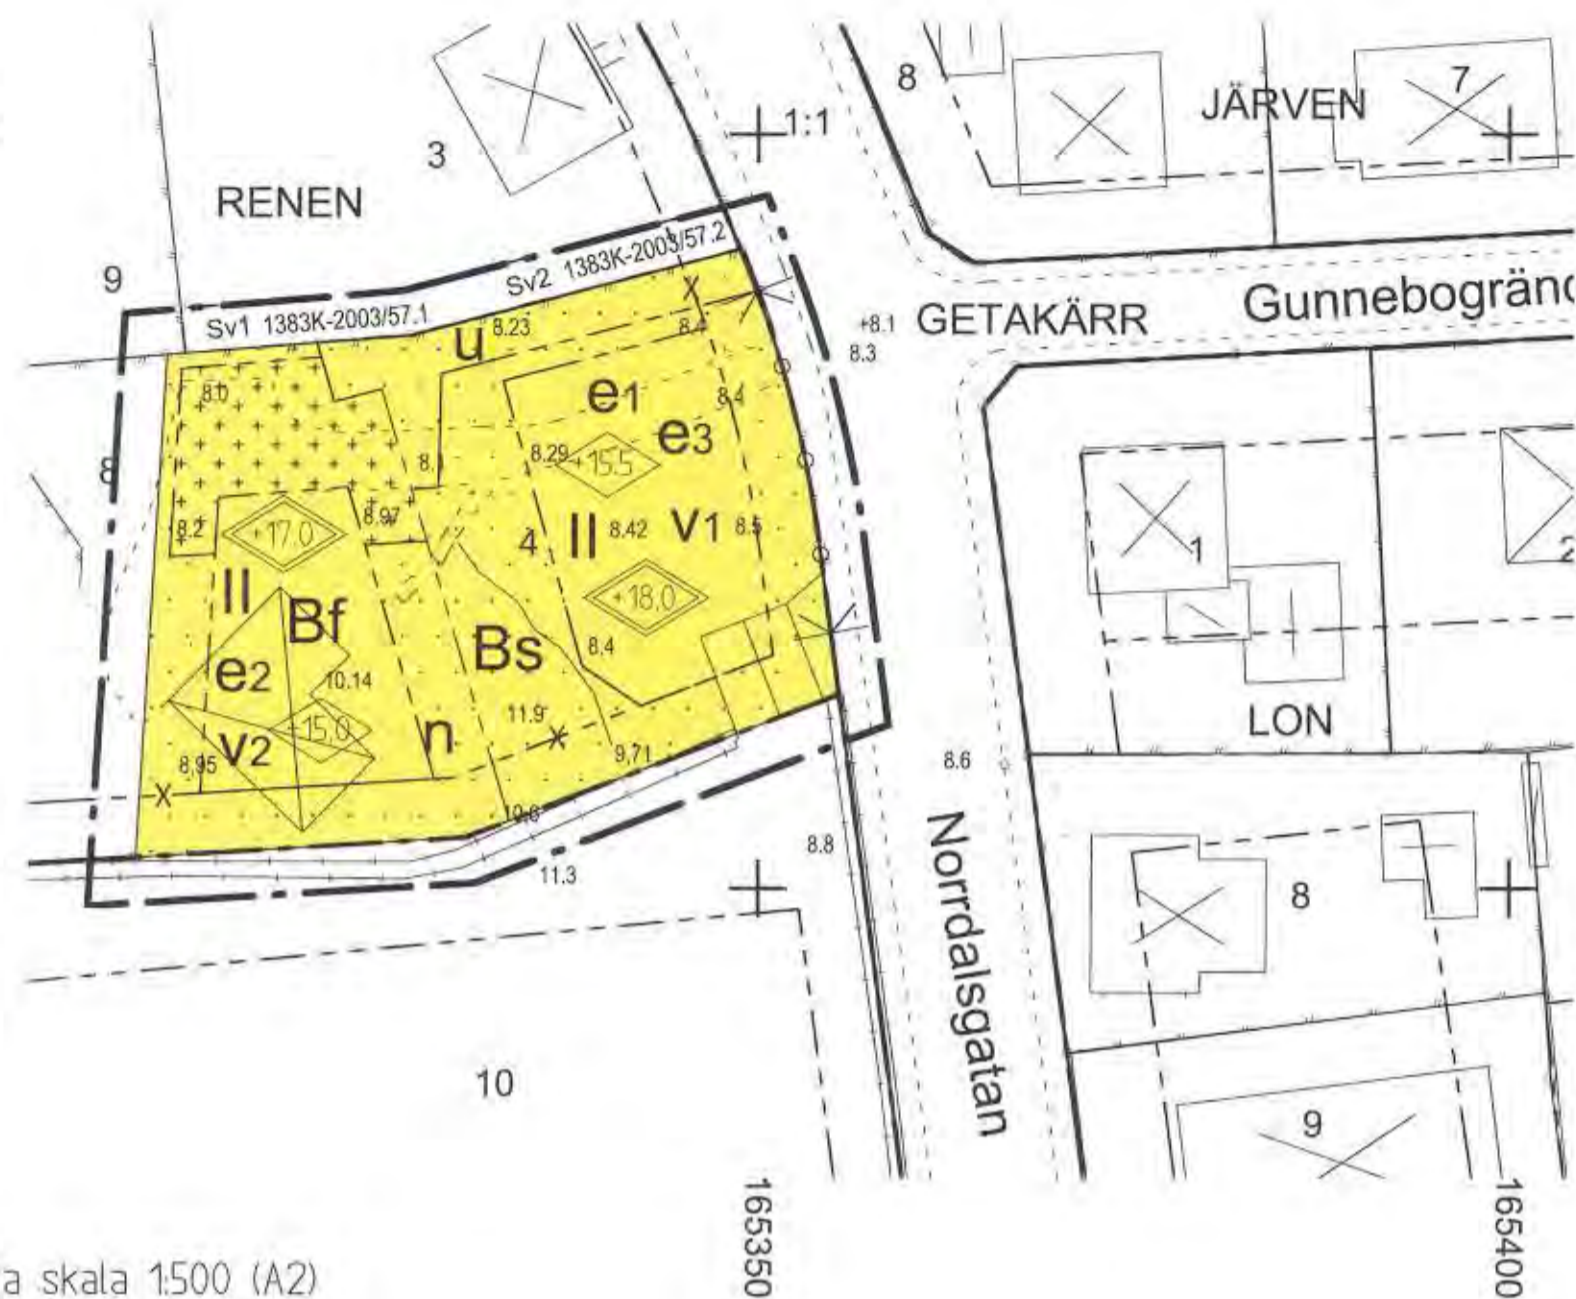 8
JÄRVEN
7
1:1
3
RENEN
Sv2 1383K-2003/57.2
9
Sv1 1383K-2003/57.1
GETAKÄRR
Gunnebogränd
+8.1
8.3
u
8.23
8.4
8.0
e1
8.4
e3
8
8.29
+15.5
8.2
+17.0
8.97
4
II
8.42
v1
8.5
1
2
II
Bf
+18.0
Bs
8.4
e2
10.14
+15.0
11.9
n
v2
8,95
9,71
LON
8.6
10.6
8.8
11.3
Norrdalsgatan
8
10
9
165350
165400
a skala 1:500 (A2)